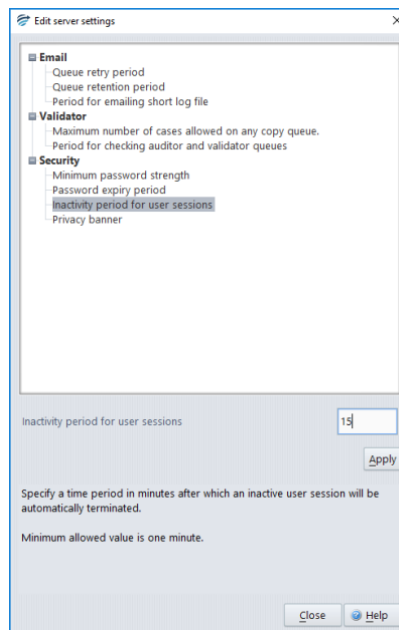 Edit server settings
Email
Queue retry period
Queue retention period
Period for emailing short log file
Validator
Maximum number of cases allowed on any copy queue.
Period for checking auditor and validator queues
Security
Minimum password strength
Password expiry period
Inactivity period for user sessions
Privacy banner
Inactivity period for user sessions 15
Apply
Specify a time period in minutes after which an inactive user session will be
automatically terminated.
Minimum allowed value is one minute.
Close Help